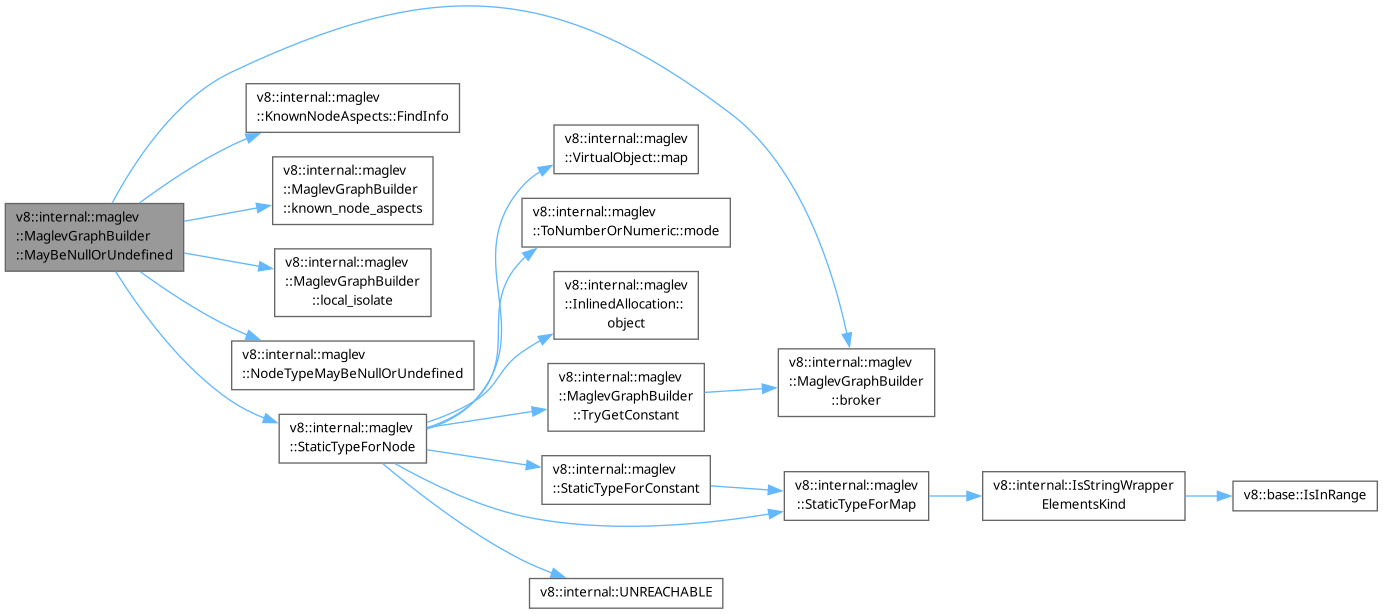 v8::internal::maglev
::MaglevGraphBuilder
::MayBeNullOrUndefined
v8::internal::maglev
::KnownNodeAspects::FindInfo
v8::internal::maglev
::MaglevGraphBuilder
::known_node_aspects
v8::internal::maglev
::MaglevGraphBuilder
::local_isolate
v8::internal::maglev
::NodeTypeMayBeNullOrUndefined
v8::internal::maglev
::StaticTypeForNode
v8::internal::maglev
::VirtualObject::map
v8::internal::maglev
::ToNumberOrNumeric::mode
v8::internal::maglev
::InlinedAllocation::
object
v8::internal::maglev
::MaglevGraphBuilder
::TryGetConstant
v8::internal::maglev
::StaticTypeForConstant
v8::internal::UNREACHABLE
v8::internal::maglev
::MaglevGraphBuilder
::broker
v8::internal::maglev
::StaticTypeForMap
v8::internal::IsStringWrapper
ElementsKind
v8::base::IsInRange